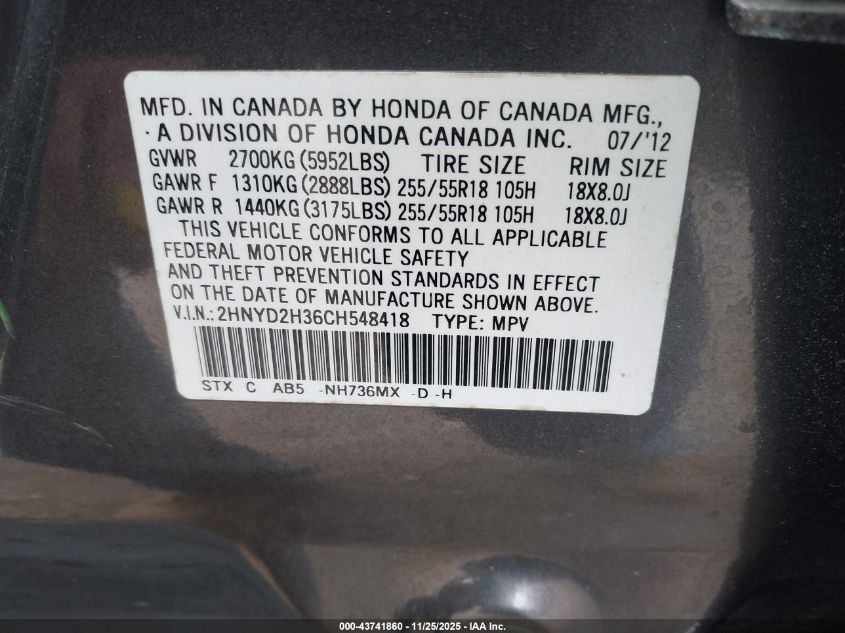 MFD. IN CANADA BY HONDA OF CANADA MFG.,
A DIVISION OF HONDA CANADA INC. 07/'12
GVWR 2700KG (5952LBS) TIRE SIZE RIM SIZE
GAWR F 1310KG (2888LBS) 255/55R18 105H 18X8.0J
GAWR R 1440KG (3175LBS) 255/55R18 105H 18X8.0J
THIS VEHICLE CONFORMS TO ALL APPLICABLE
FEDERAL MOTOR VEHICLE SAFETY
AND THEFT PREVENTION STANDARDS IN EFFECT
ON THE DATE OF MANUFACTURE SHOWN ABOVE.
V.I.N.: 2HNYD2H36CH548418 TYPE: MPV
STX C AB5 -NH736MX -D -H
000-43741860 - 11/25/2025 - IAA Inc.